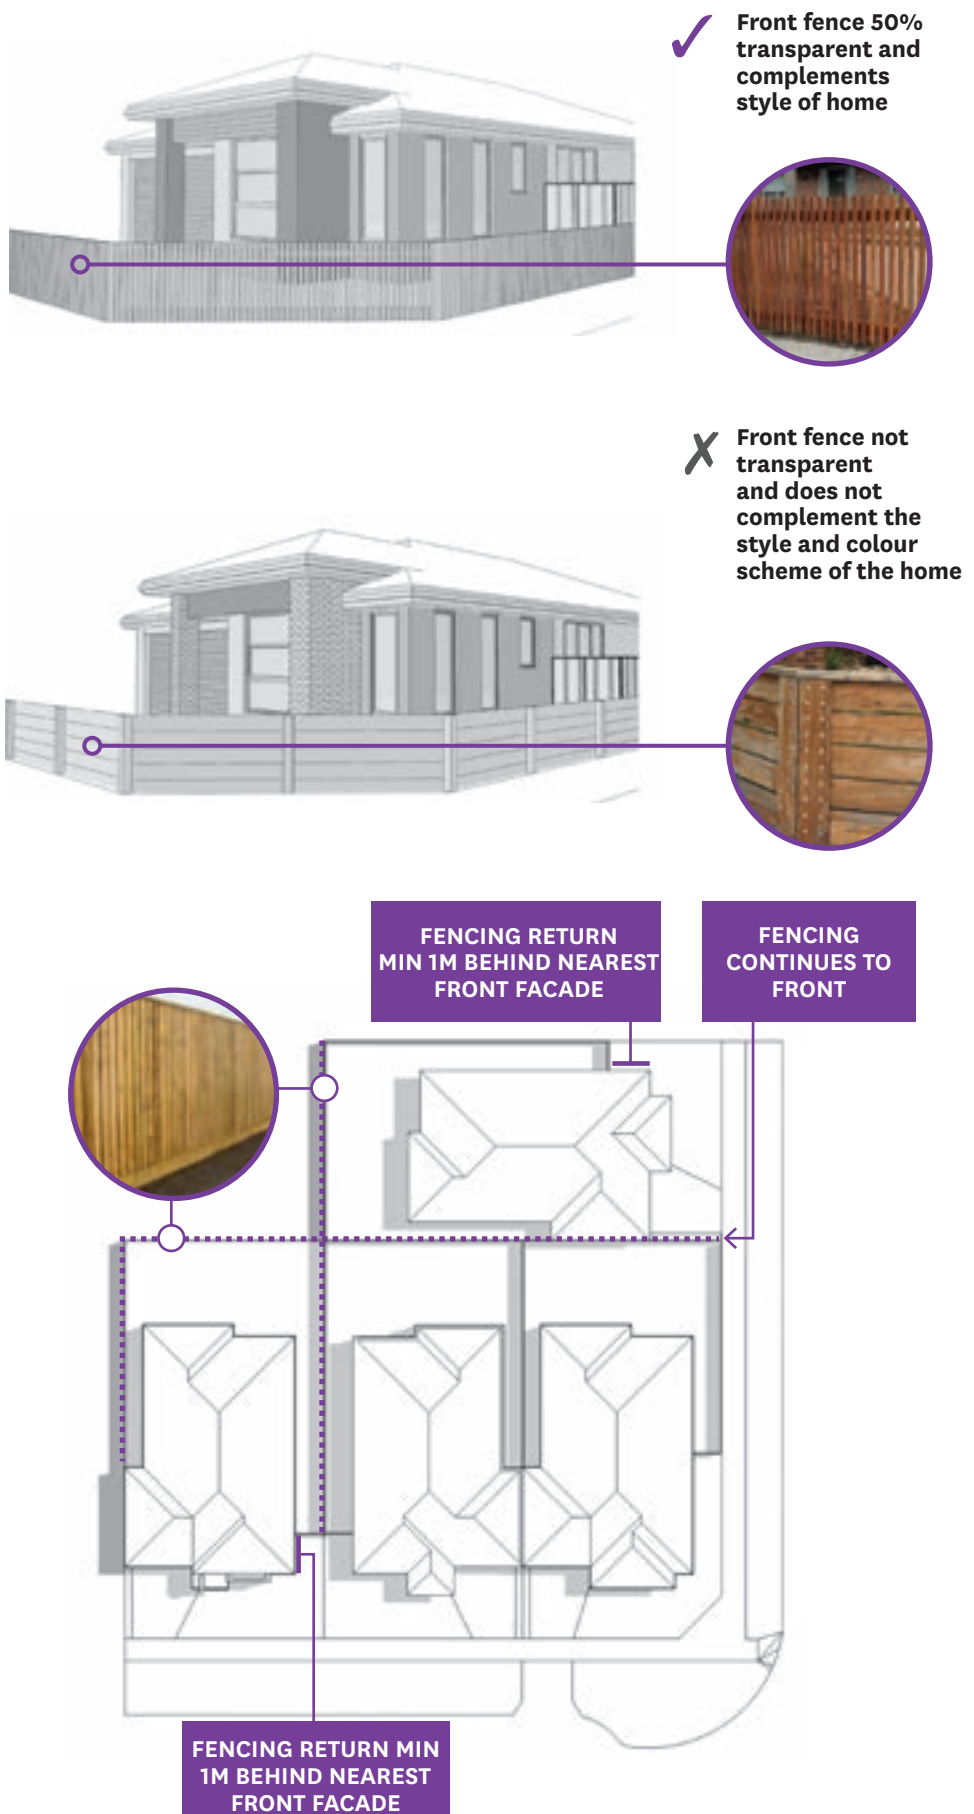 Front fence 50%
transparent and
complements
style of home
Front fence not
transparent
and does not
complement the
style and colour
scheme of the home
FENCING RETURN
MIN 1M BEHIND NEAREST
FRONT FACADE
FENCING
CONTINUES TO
FRONT
FENCING RETURN MIN
1M BEHIND NEAREST
FRONT FACADE